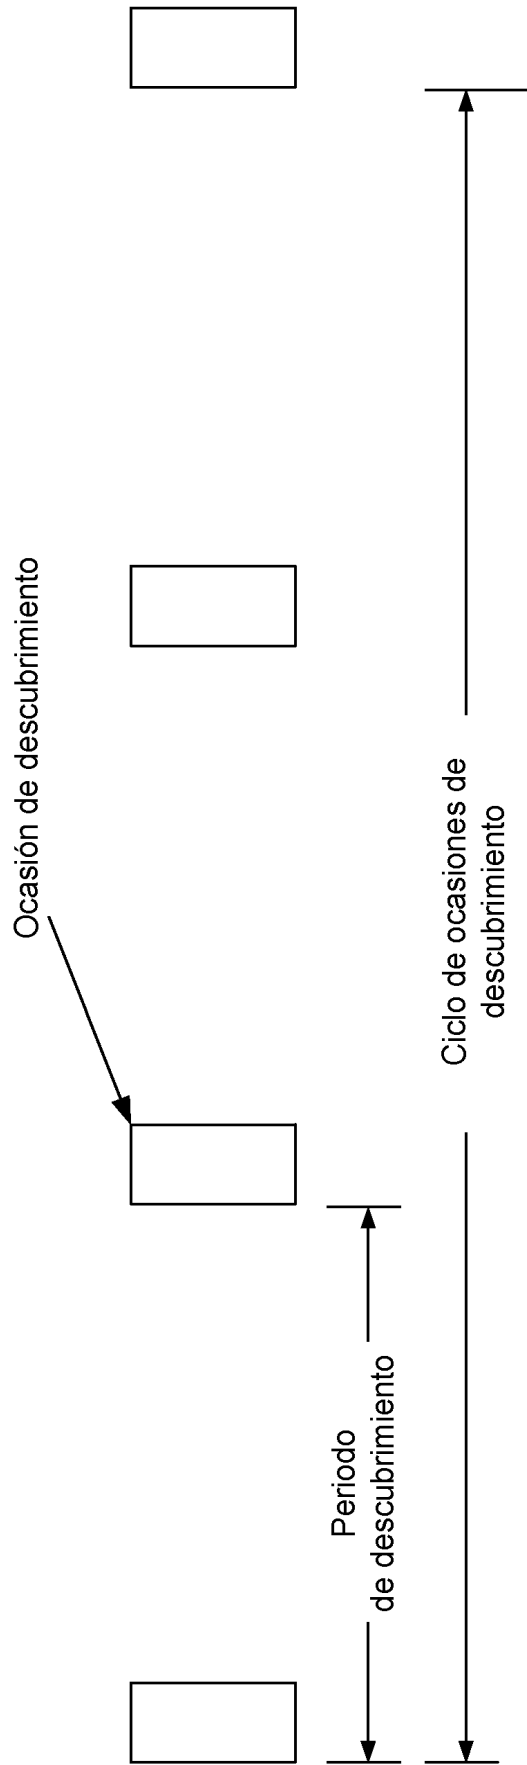 Ocasión de descubrimiento
Periodo
de descubrimiento
Ciclo de ocasiones de
descubrimiento